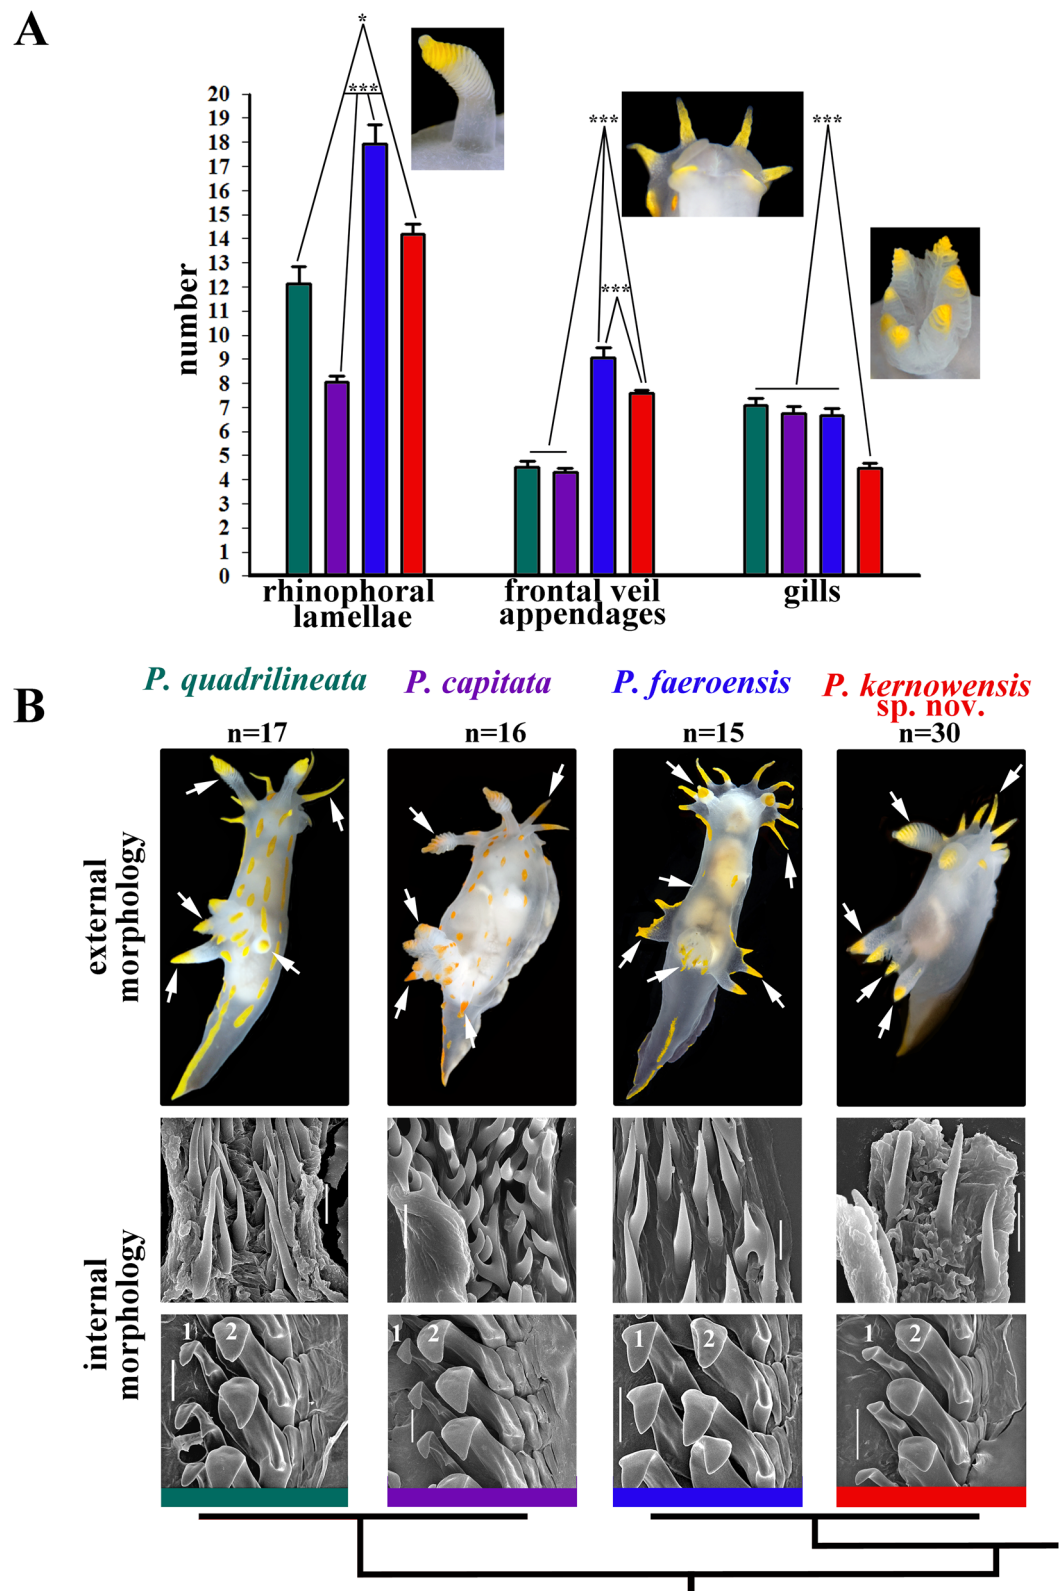 A
*
***
20
19
18
17
16
15
14
13
12
11
10
9
8
7
6
5
4
3
2
1
0
number
***
***
***
rhinophoral
lamellae
frontal veil
appendages
gills
B
P. quadrilineata
n=17
P. capitata
n=16
P. faeroensis
n=15
P. kernowensis
sp. nov.
n=30
external
morphology
internal
morphology
1 2
1 2
1 2
1 2